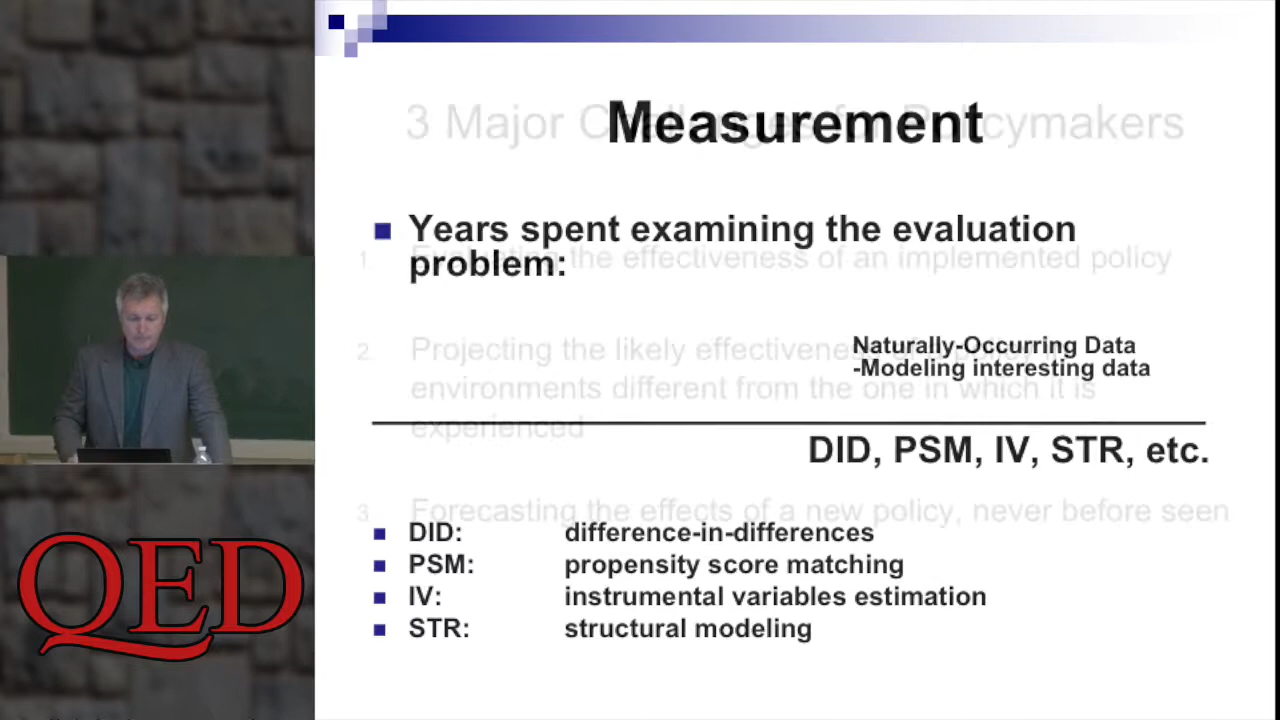 Measurement
3 Major Challenges for Policymakers
Years spent examining the evaluation
problem:
1. Evaluating the effectiveness of an implemented policy
Naturally-Occurring Data
-Modeling interesting data
2. Projecting the likely effectiveness
environments different from the one in which it is
experienced
DID, PSM, IV, STR, etc.
3. Forecasting the effects of a new policy, never before seen
DID: difference-in-differences
PSM: propensity score matching
IV: instrumental variables estimation
STR: structural modeling
QED